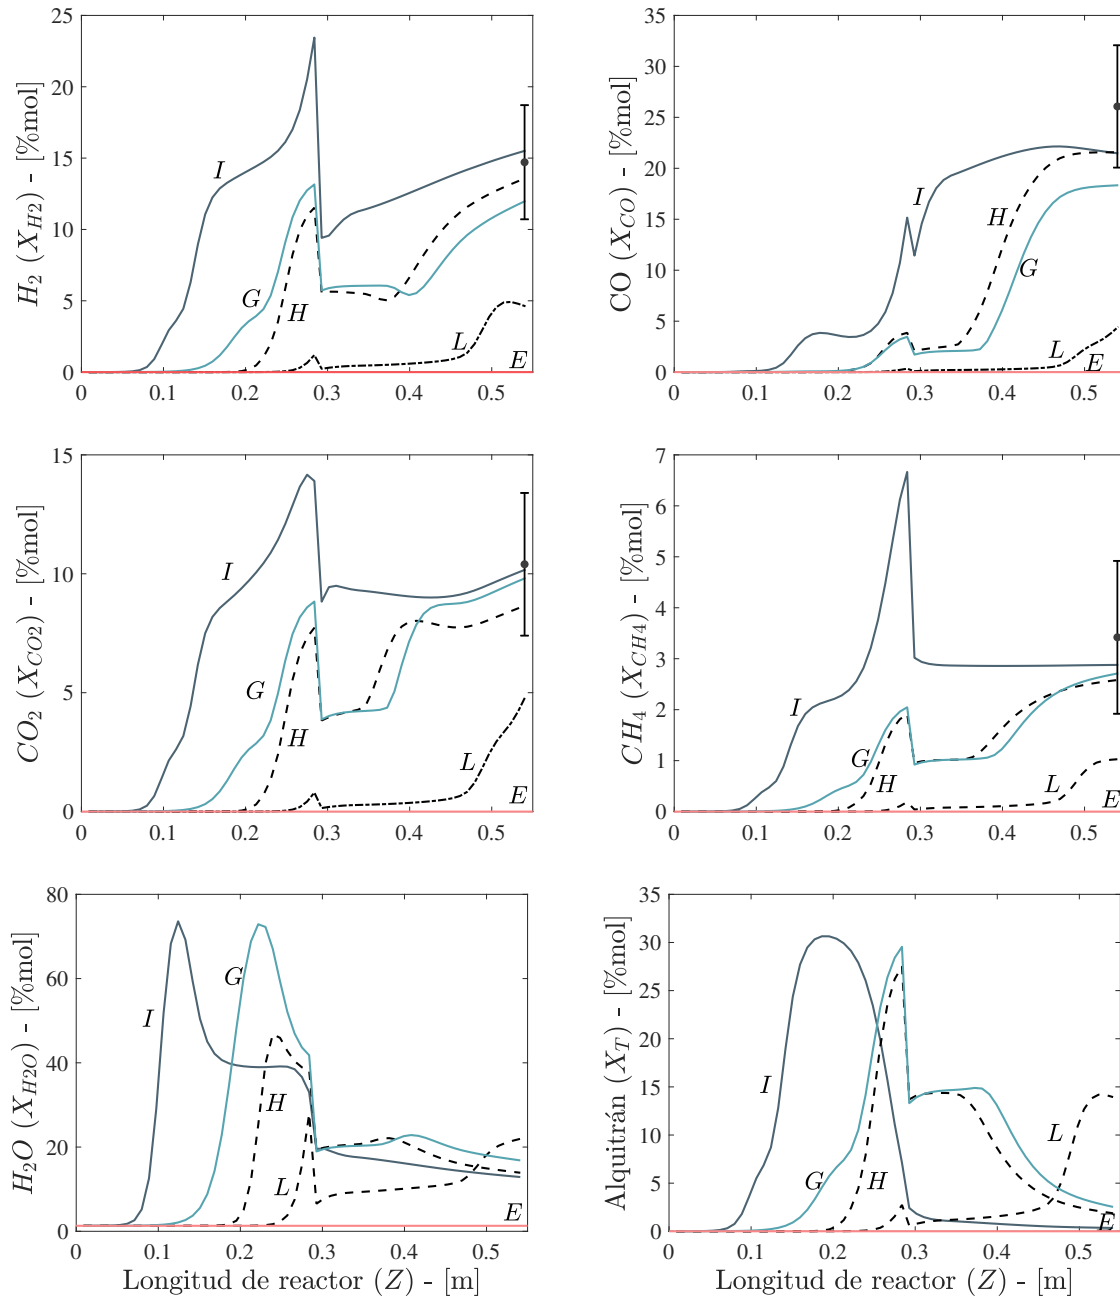 H2 (XH2) - [%mol]
25
20
15
10
5
0
0 0.1 0.2 0.3 0.4 0.5
I
G
H
L
E
CO (XCO) - [%mol]
35
30
25
20
15
10
5
0
0 0.1 0.2 0.3 0.4 0.5
I
H
G
L
E
CO2 (XCO2) - [%mol]
15
10
5
0
0 0.1 0.2 0.3 0.4 0.5
I
G
H
L
E
CH4 (XCH4) - [%mol]
7
6
5
4
3
2
1
0
0 0.1 0.2 0.3 0.4 0.5
I
G
H
L
E
H2O (XH2O) - [%mol]
80
60
40
20
0
0 0.1 0.2 0.3 0.4 0.5
I
G
H
L
E
Longitud de reactor (Z) - [m]
Alquitrán (XT) - [%mol]
35
30
25
20
15
10
5
0
0 0.1 0.2 0.3 0.4 0.5
I
G
H
L
E
Longitud de reactor (Z) - [m]